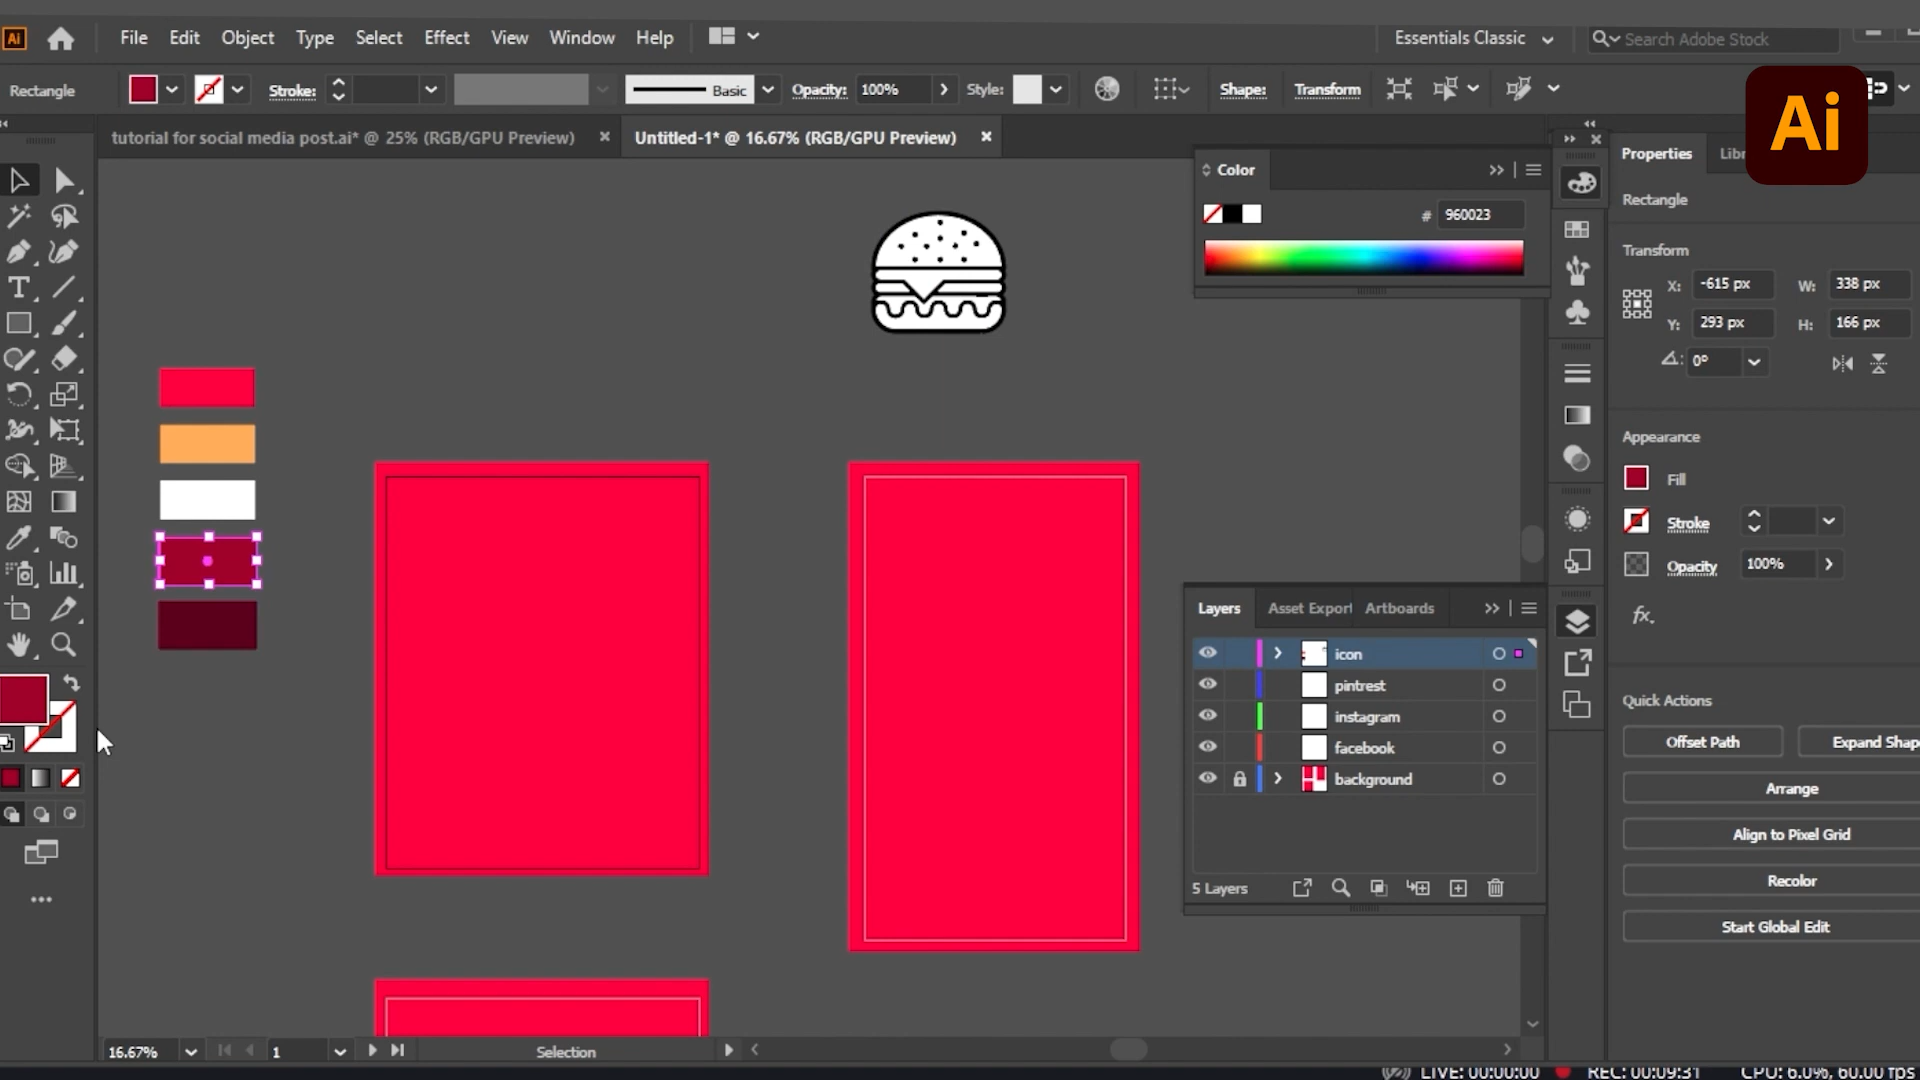 Ai File Edit Object Type Select Effect View Window Help Essentials Classic Search Adobe Stock
Rectangle Stroke: Basic Opacity: 100% Style: Shape: Transform
Ai
tutorial for social media post.ai* @ 25% (RGB/GPU Preview) × Untitled-1* @ 16.67% (RGB/GPU Preview) ×
Color
# 960023
Properties
Rectangle
Transform
X: -615 px W: 338 px
Y: 293 px H: 166 px
0°
Appearance
Fill
Stroke
Opacity 100%
fx.
Layers Asset Export Artboards
icon
pintrest
instagram
facebook
background
5 Layers
Quick Actions
Offset Path Expand Shap
Arrange
Align to Pixel Grid
Recolor
Start Global Edit
16.67% 1 Selection
LIVE: 00:00:00 REC: 00:09:31 CPU: 6.0%, 60.00 fps